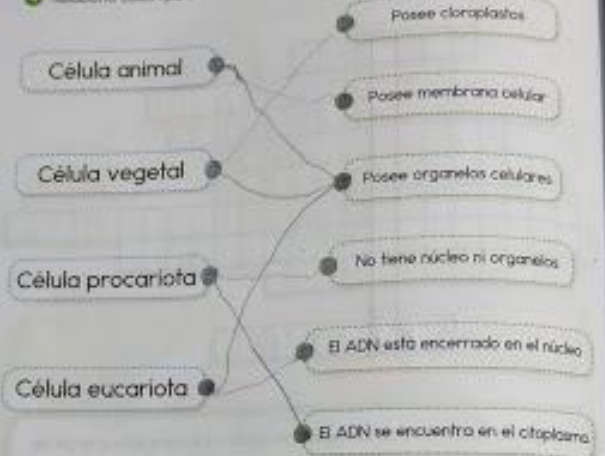 Posee cloroplastos
Célula animal
Posee membrana celular
Célula vegetal
Posee organelos celulares
Célula procariota
No tiene núcleo ni organelos
El ADN está encerrado en el núcleo
Célula eucariota
El ADN se encuentra en el citoplasma